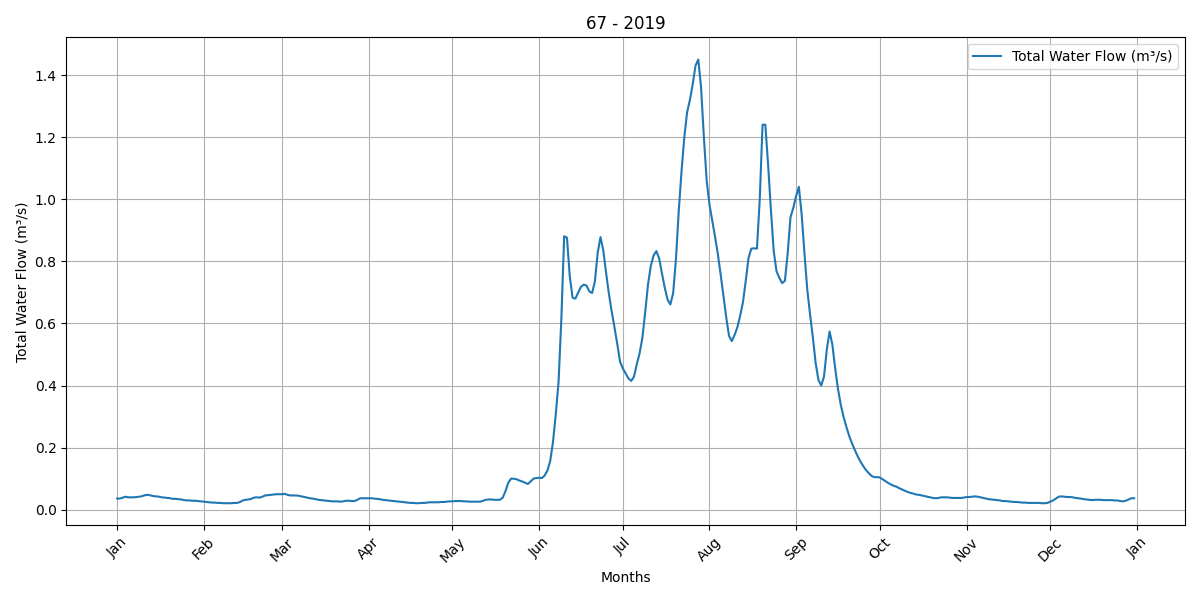 67 - 2019
Total Water Flow (m³/s)
Total Water Flow (m³/s)
1.4
1.2
1.0
0.8
0.6
0.4
0.2
0.0
Jan
Feb
Mar
Apr
May
Jun
Jul
Aug
Sep
Oct
Nov
Dec
Jan
Months